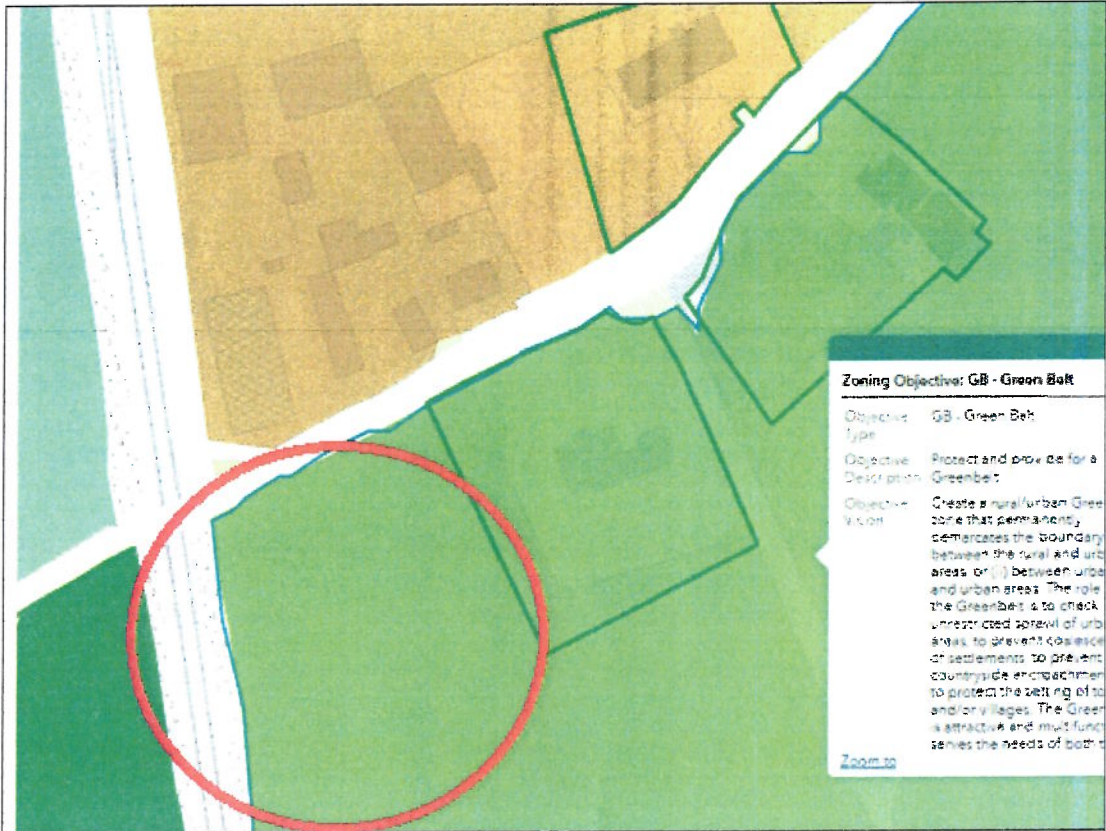 Zoning Objective: GB - Green Belt
Objective Type GB - Green Belt
Objective Description Protect and provide for a Greenbelt
Objective Vision Create a rural/urban Gree
zone that permanently
demarcates the boundary
between the rural and urb
areas, or (ii) between urba
and urban areas. The role
the Greenbelt is to check
unrestricted sprawl of urb
areas, to prevent coalesce
of settlements, to prevent
countryside encroachmen
to protect the setting of to
and/or villages. The Green
is attractive and multifunc
serves the needs of both
Zoom to